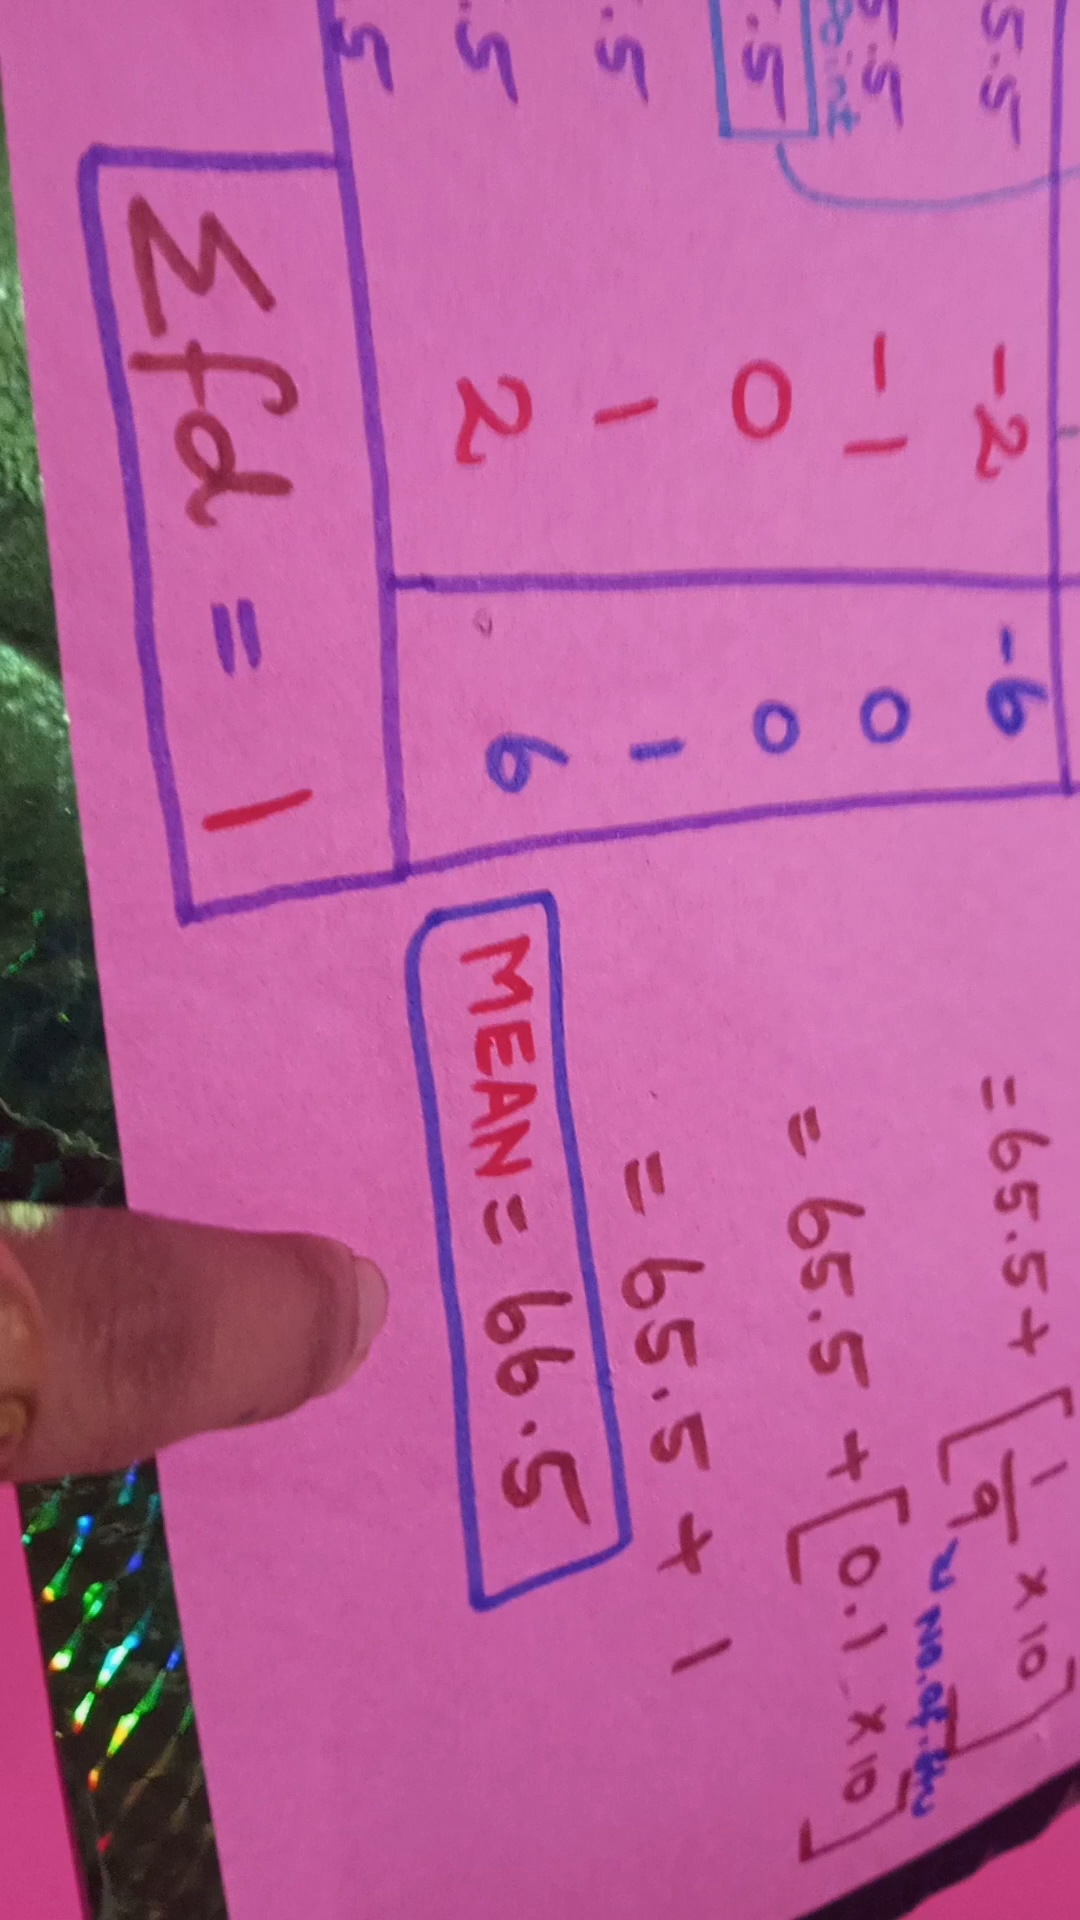 5.5 -2 -6
5.5 -1 0
point
.5 0 0
.5 1 1
.5 2 6
.5
Σfd = 1
= 65.5 + [1/9 × 10]
No. of
= 65.5 + [0.1 × 10]
= 65.5 + 1
MEAN = 66.5